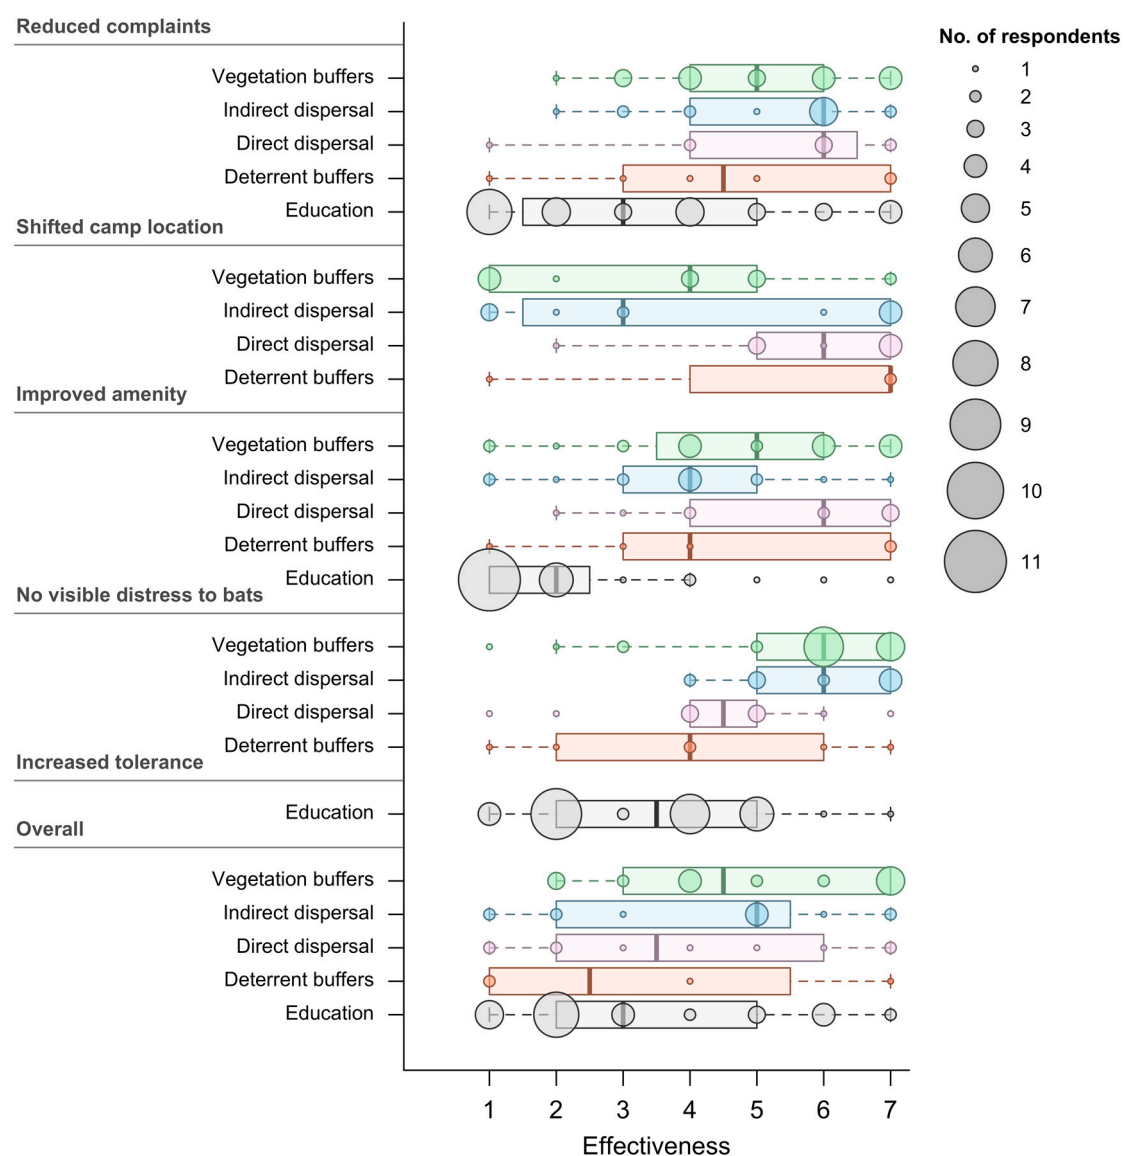 Reduced complaints
Vegetation buffers
Indirect dispersal
Direct dispersal
Deterrent buffers
Education
Shifted camp location
Vegetation buffers
Indirect dispersal
Direct dispersal
Deterrent buffers
Improved amenity
Vegetation buffers
Indirect dispersal
Direct dispersal
Deterrent buffers
Education
No visible distress to bats
Vegetation buffers
Indirect dispersal
Direct dispersal
Deterrent buffers
Increased tolerance
Education
Overall
Vegetation buffers
Indirect dispersal
Direct dispersal
Deterrent buffers
Education
1 2 3 4 5 6 7
Effectiveness
No. of respondents
1
2
3
4
5
6
7
8
9
10
11